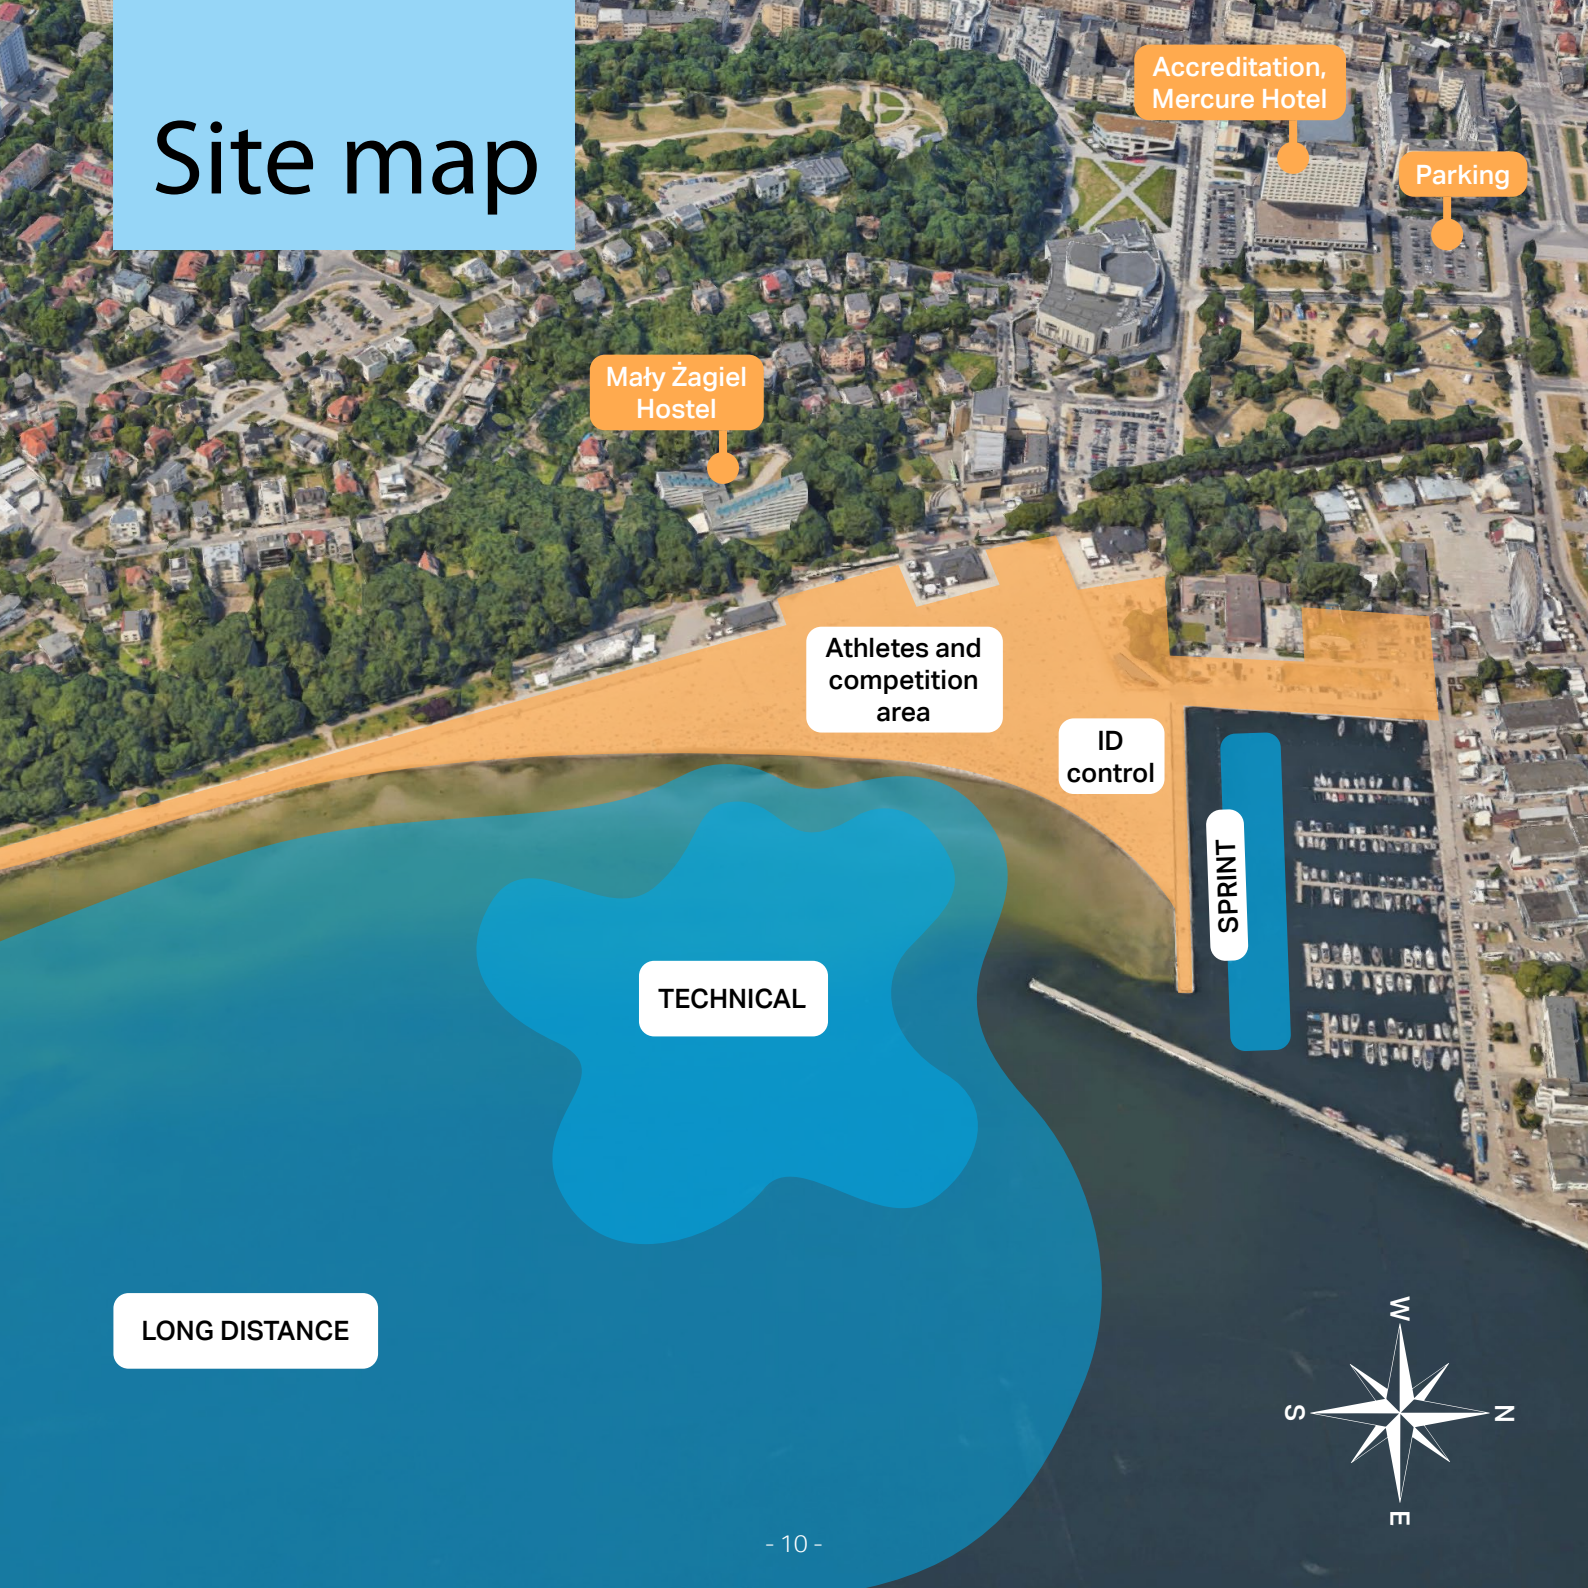 Site map
Accreditation,
Mercure Hotel
Parking
Mały Żagiel
Hostel
Athletes and
competition
area
ID
control
SPRINT
TECHNICAL
LONG DISTANCE
W
S
N
E
- 10 -